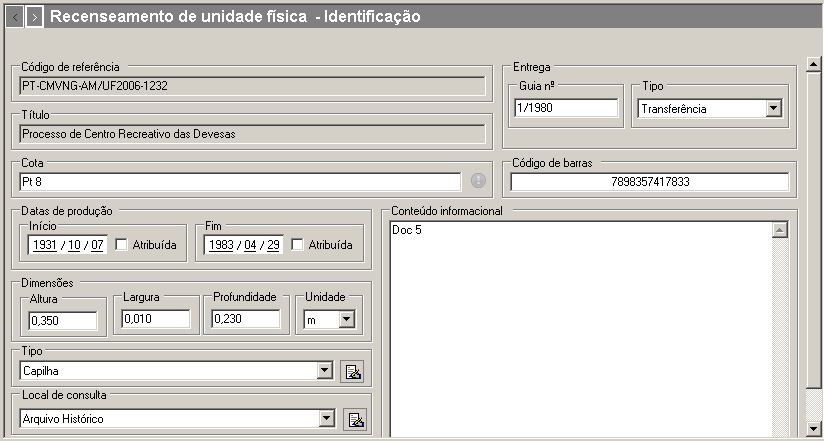 < > Recenseamento de unidade física - Identificação
Código de referência
PT-CMVNG-AM/UF2006-1232
Título
Processo de Centro Recreativo das Devesas
Cota
Pt 8
Entrega
Guia nº
1/1980
Tipo
Transferência
Código de barras
7898357417833
Datas de produção
Início
1931 / 10 / 07 Atribuída
Fim
1983 / 04 / 29 Atribuída
Dimensões
Altura
0,350
Largura
0,010
Profundidade
0,230
Unidade
m
Tipo
Capilha
Local de consulta
Arquivo Histórico
Conteúdo informacional
Doc 5